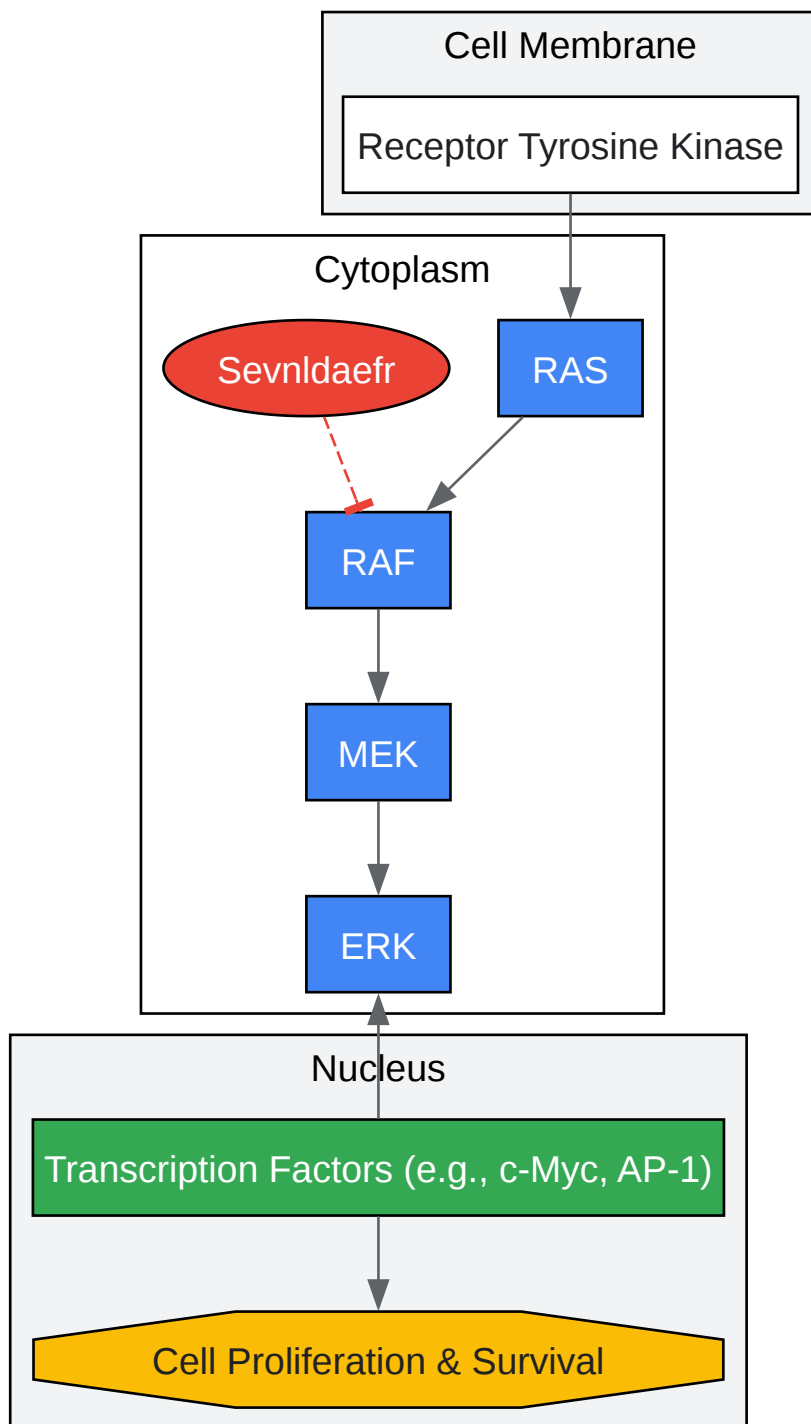 Cell Membrane
Receptor Tyrosine Kinase
Cytoplasm
Sevnldaefr
RAS
RAF
MEK
ERK
Nucleus
Transcription Factors (e.g., c-Myc, AP-1)
Cell Proliferation & Survival